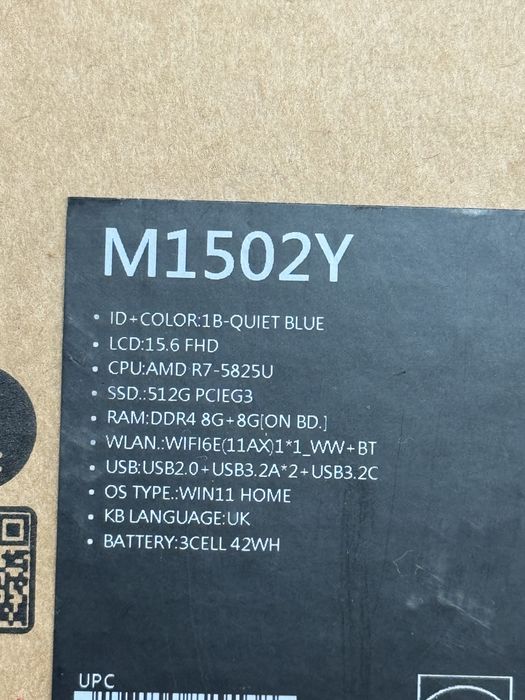 M1502Y
• ID+COLOR:1B-QUIET BLUE
• LCD:15.6 FHD
• CPU:AMD R7-5825U
• SSD.:512G PCIEG3
• RAM:DDR4 8G+8G[ON BD.]
• WLAN.:WIFI6E(11AX)1*1_WW+BT
• USB:USB2.0+USB3.2A*2+USB3.2C
• OS TYPE.:WIN11 HOME
• KB LANGUAGE:UK
• BATTERY:3CELL 42WH
UPC